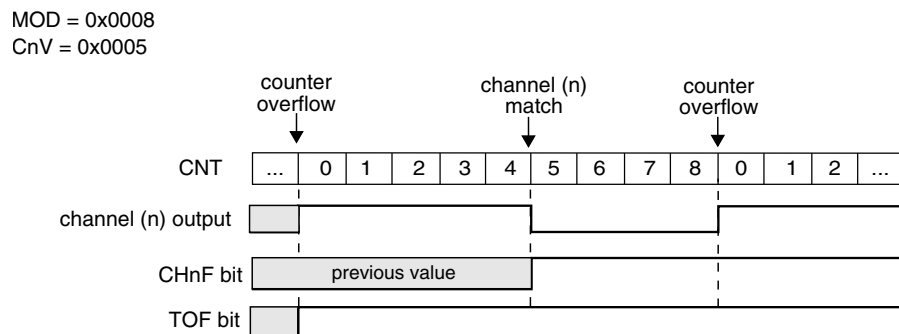 MOD = 0x0008
CnV = 0x0005
counter overflow
channel (n) match
counter overflow
CNT ... 0 1 2 3 4 5 6 7 8 0 1 2 ...
channel (n) output
CHnF bit previous value
TOF bit